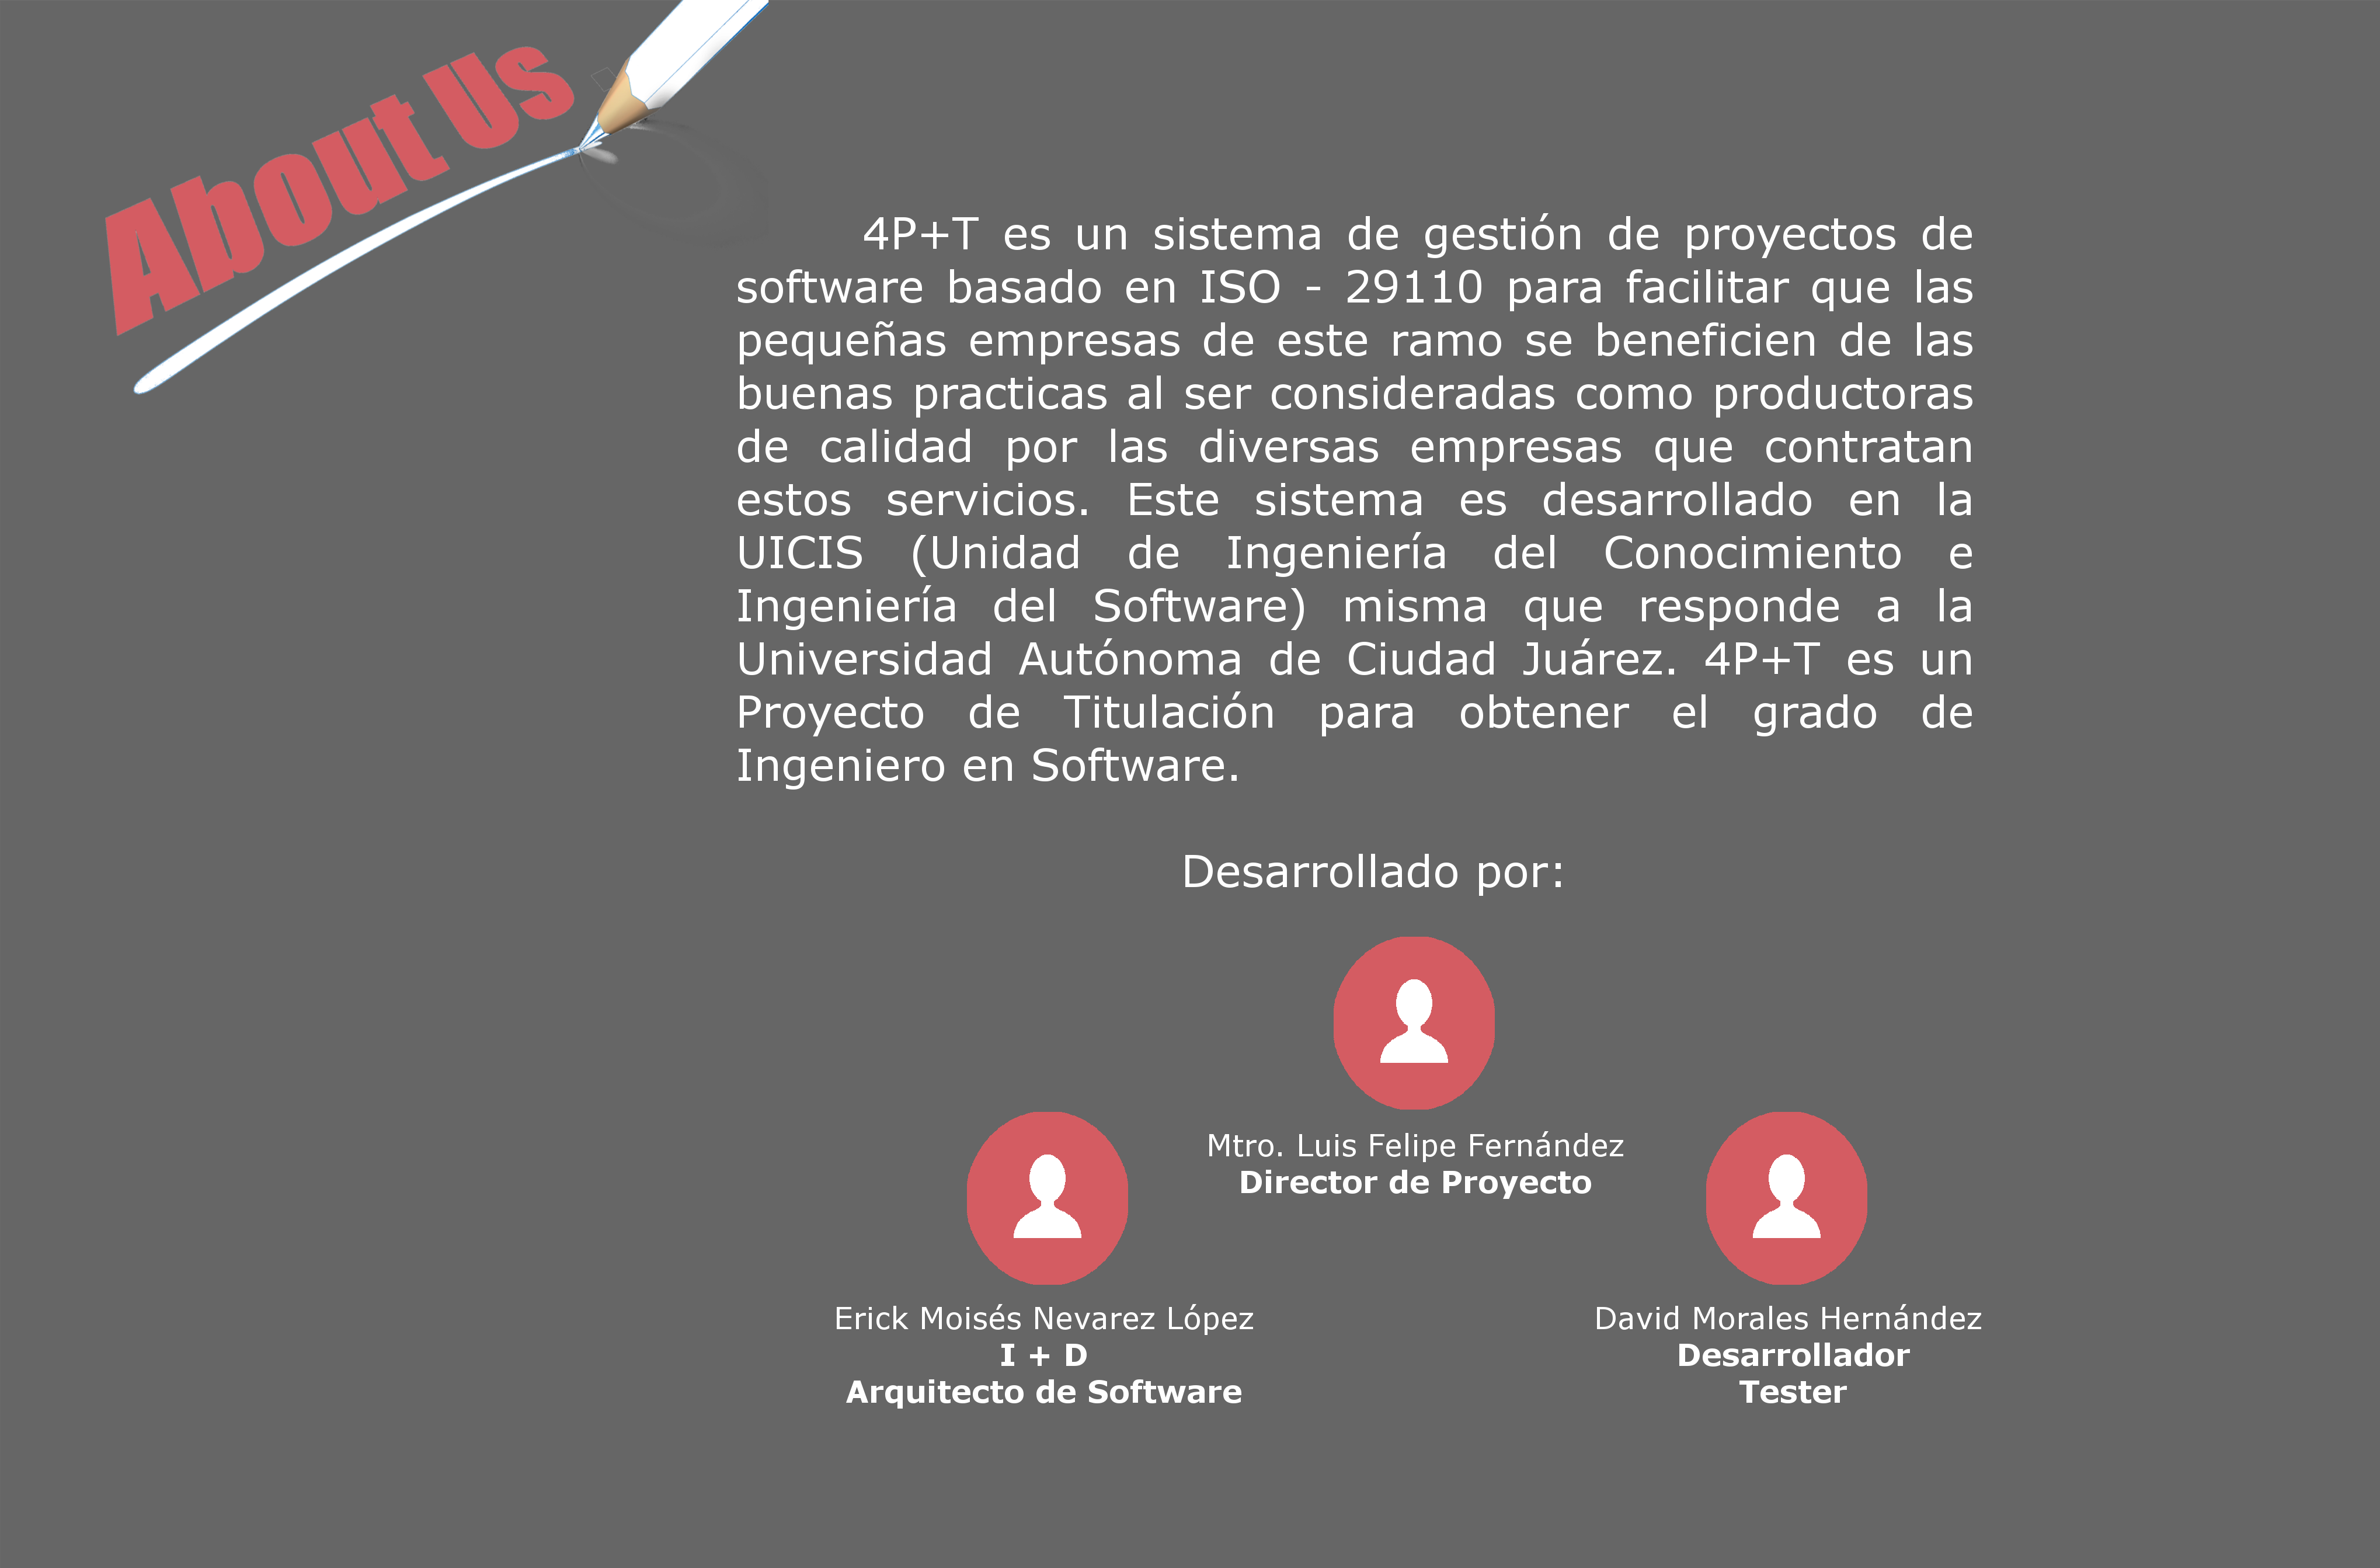 About Us
4P+T es un sistema de gestión de proyectos de
software basado en ISO - 29110 para facilitar que las
pequeñas empresas de este ramo se beneficien de las
buenas practicas al ser consideradas como productoras
de calidad por las diversas empresas que contratan
estos servicios. Este sistema es desarrollado en la
UICIS (Unidad de Ingeniería del Conocimiento e
Ingeniería del Software) misma que responde a la
Universidad Autónoma de Ciudad Juárez. 4P+T es un
Proyecto de Titulación para obtener el grado de
Ingeniero en Software.
Desarrollado por:
Mtro. Luis Felipe Fernández
Director de Proyecto
Erick Moisés Nevarez López
I + D
Arquitecto de Software
David Morales Hernández
Desarrollador
Tester